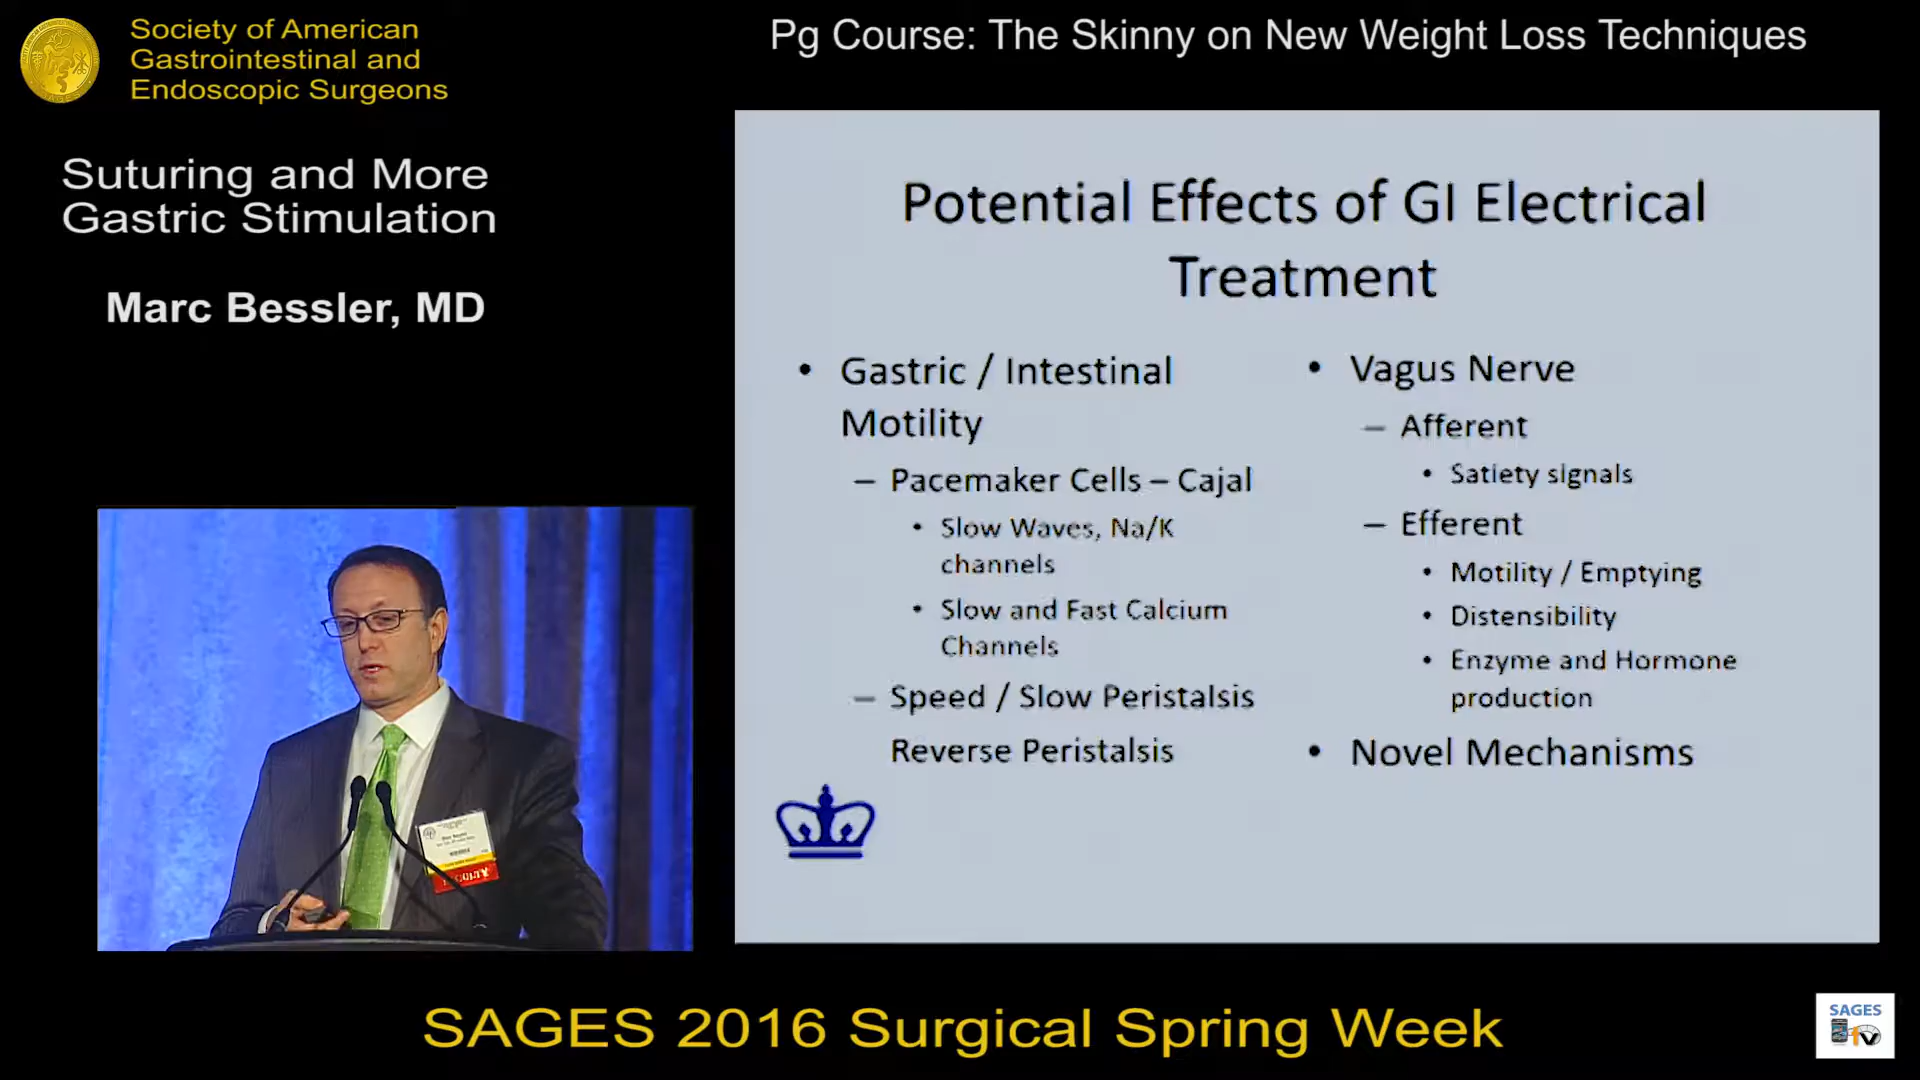 Society of American
Gastrointestinal and
Endoscopic Surgeons
Pg Course: The Skinny on New Weight Loss Techniques
Suturing and More
Gastric Stimulation
Marc Bessler, MD
Potential Effects of GI Electrical
Treatment
• Gastric / Intestinal
Motility
– Pacemaker Cells – Cajal
• Slow Waves, Na/K
channels
• Slow and Fast Calcium
Channels
– Speed / Slow Peristalsis
Reverse Peristalsis
• Vagus Nerve
– Afferent
• Satiety signals
– Efferent
• Motility / Emptying
• Distensibility
• Enzyme and Hormone
production
• Novel Mechanisms
FACULTY
SAGES 2016 Surgical Spring Week
SAGES
TV